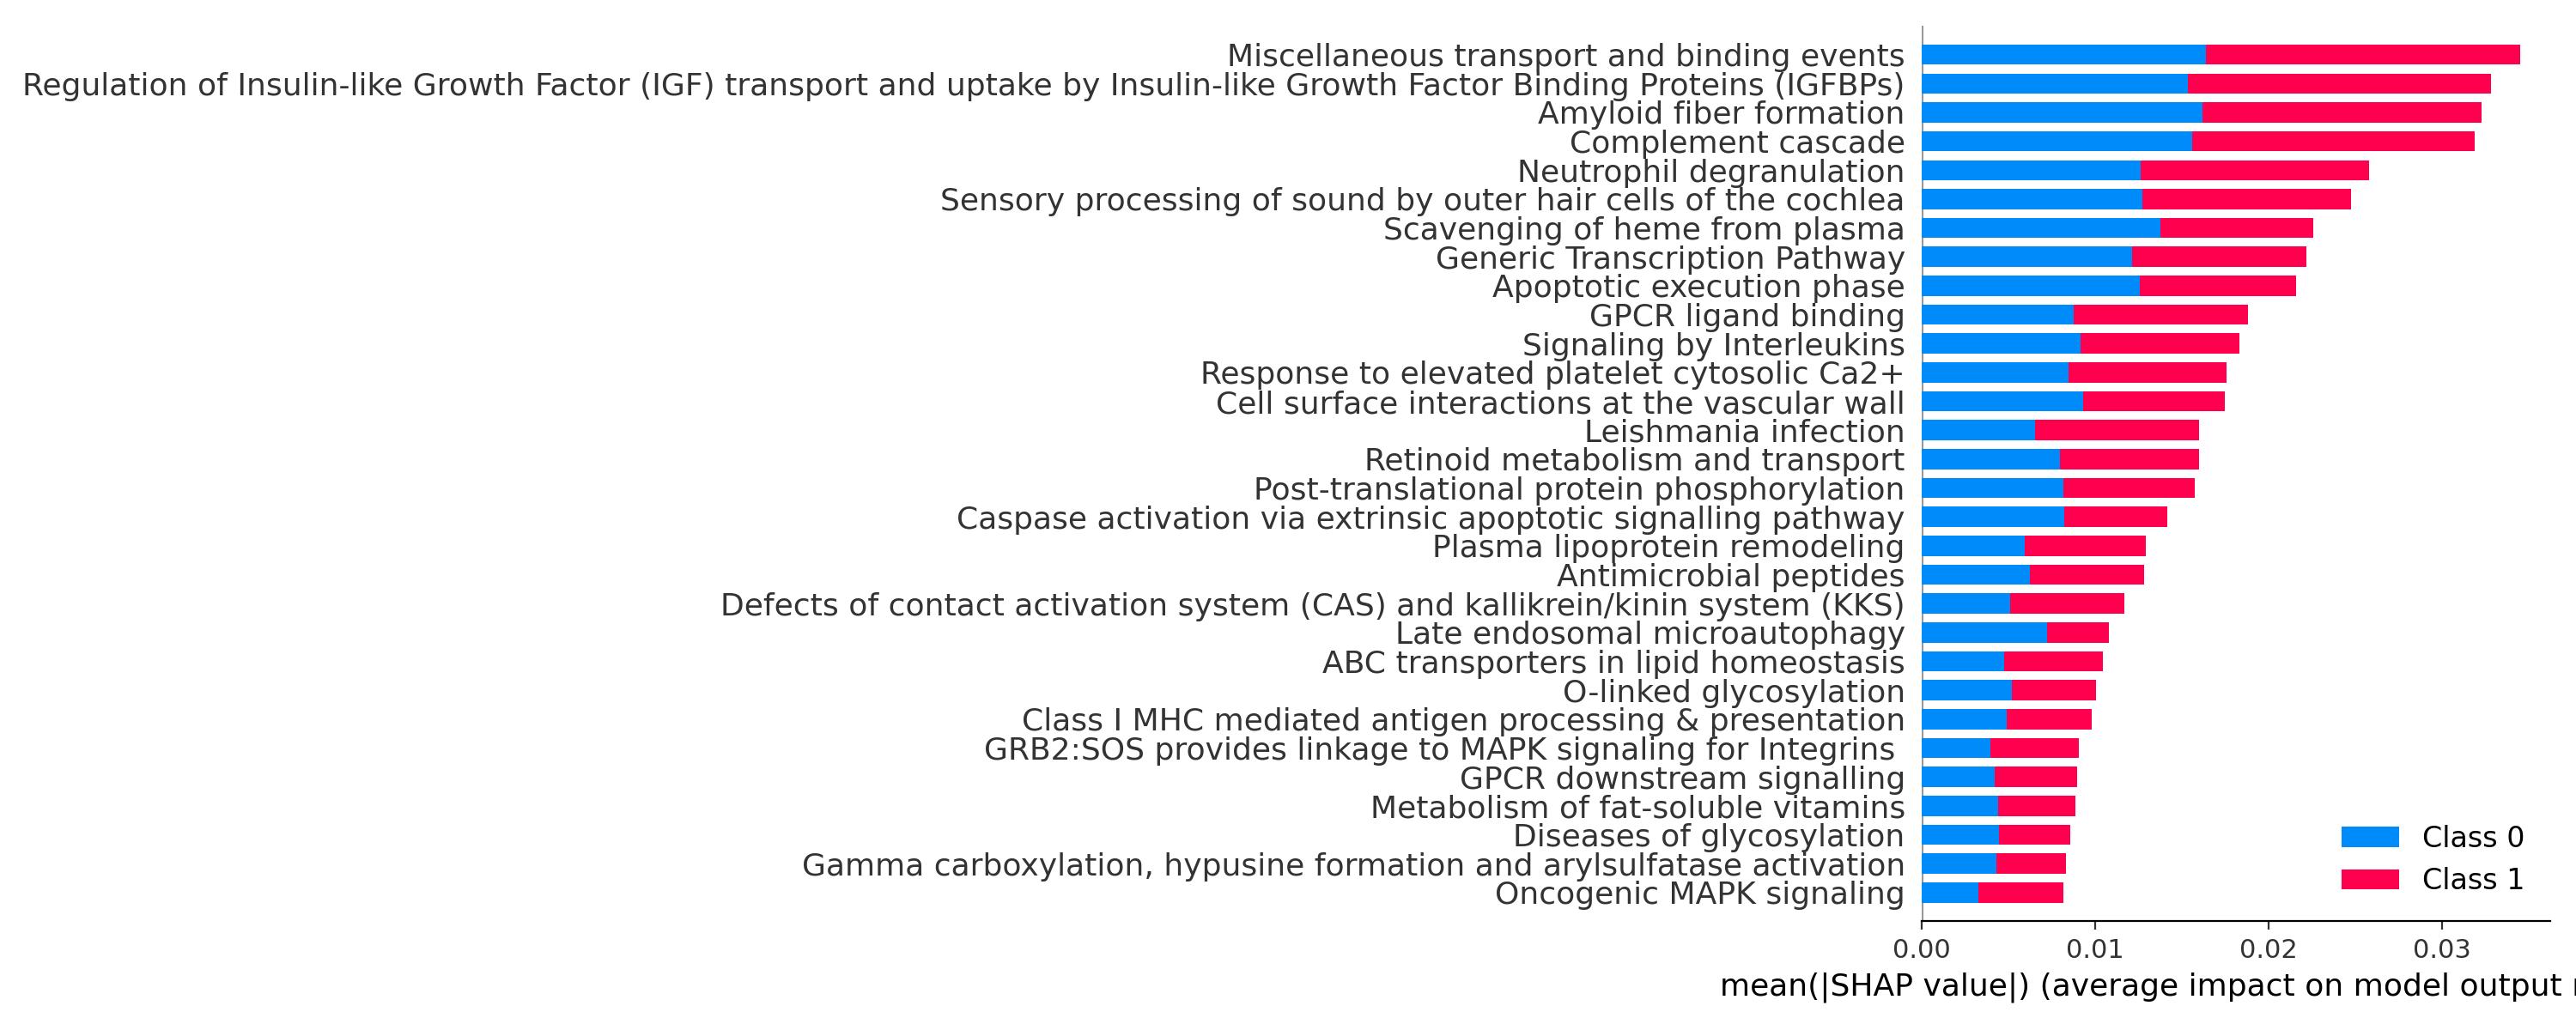 Miscellaneous transport and binding events
Regulation of Insulin-like Growth Factor (IGF) transport and uptake by Insulin-like Growth Factor Binding Proteins (IGFBPs)
Amyloid fiber formation
Complement cascade
Neutrophil degranulation
Sensory processing of sound by outer hair cells of the cochlea
Scavenging of heme from plasma
Generic Transcription Pathway
Apoptotic execution phase
GPCR ligand binding
Signaling by Interleukins
Response to elevated platelet cytosolic Ca2+
Cell surface interactions at the vascular wall
Leishmania infection
Retinoid metabolism and transport
Post-translational protein phosphorylation
Caspase activation via extrinsic apoptotic signalling pathway
Plasma lipoprotein remodeling
Antimicrobial peptides
Defects of contact activation system (CAS) and kallikrein/kinin system (KKS)
Late endosomal microautophagy
ABC transporters in lipid homeostasis
O-linked glycosylation
Class I MHC mediated antigen processing & presentation
GRB2:SOS provides linkage to MAPK signaling for Integrins
GPCR downstream signalling
Metabolism of fat-soluble vitamins
Diseases of glycosylation
Gamma carboxylation, hypusine formation and arylsulfatase activation
Oncogenic MAPK signaling
Class 0
Class 1
0.00 0.01 0.02 0.03
mean(|SHAP value|) (average impact on model output